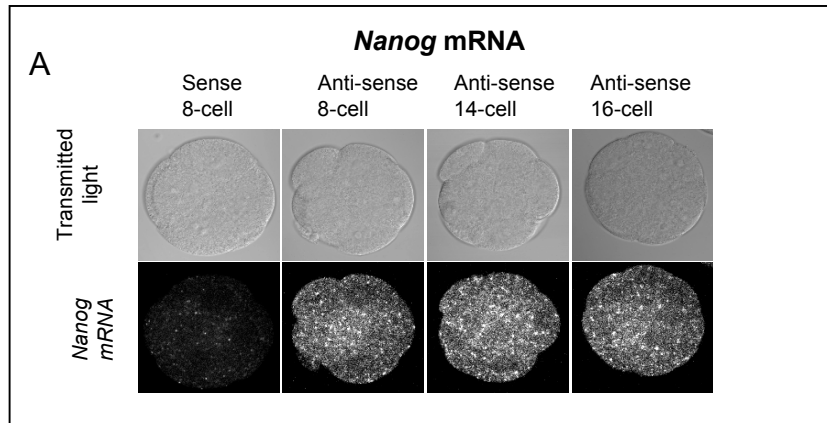 Nanog mRNA
A
Sense
8-cell
Anti-sense
8-cell
Anti-sense
14-cell
Anti-sense
16-cell
Transmitted
light
Nanog
mRNA